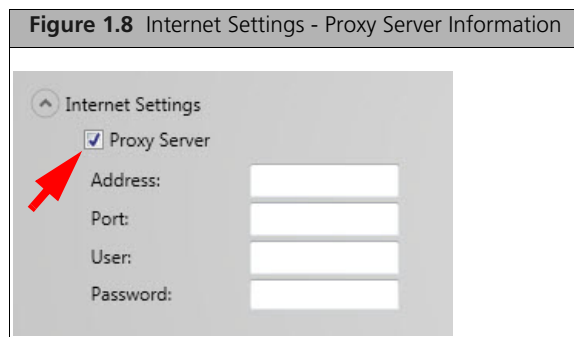 Figure 1.8 Internet Settings - Proxy Server Information
Internet Settings
Proxy Server
Address:
Port:
User:
Password: